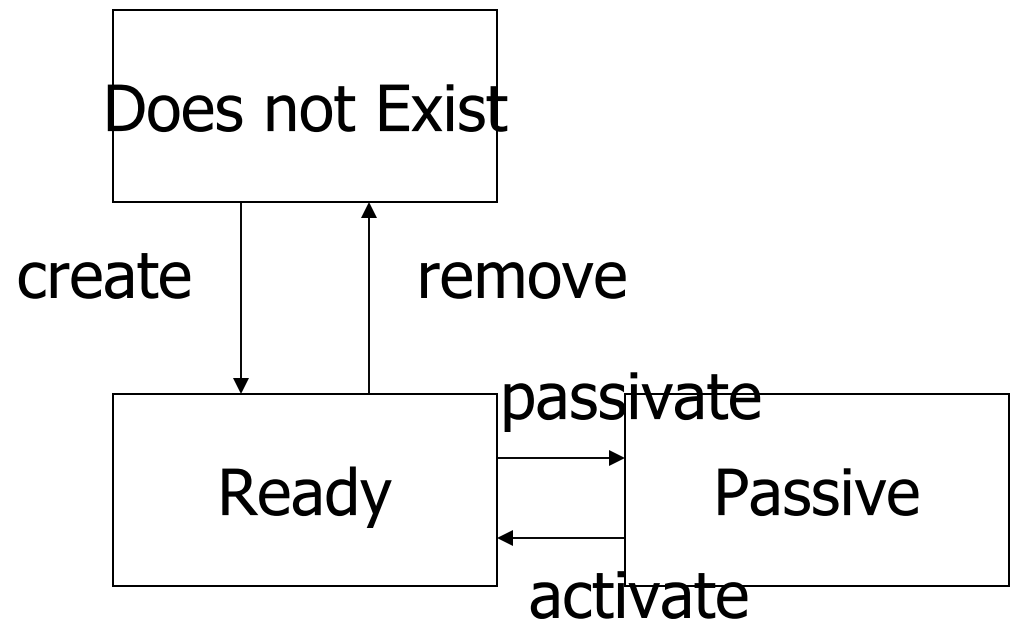 Does not Exist
create
remove
passivate
Ready
Passive
activate